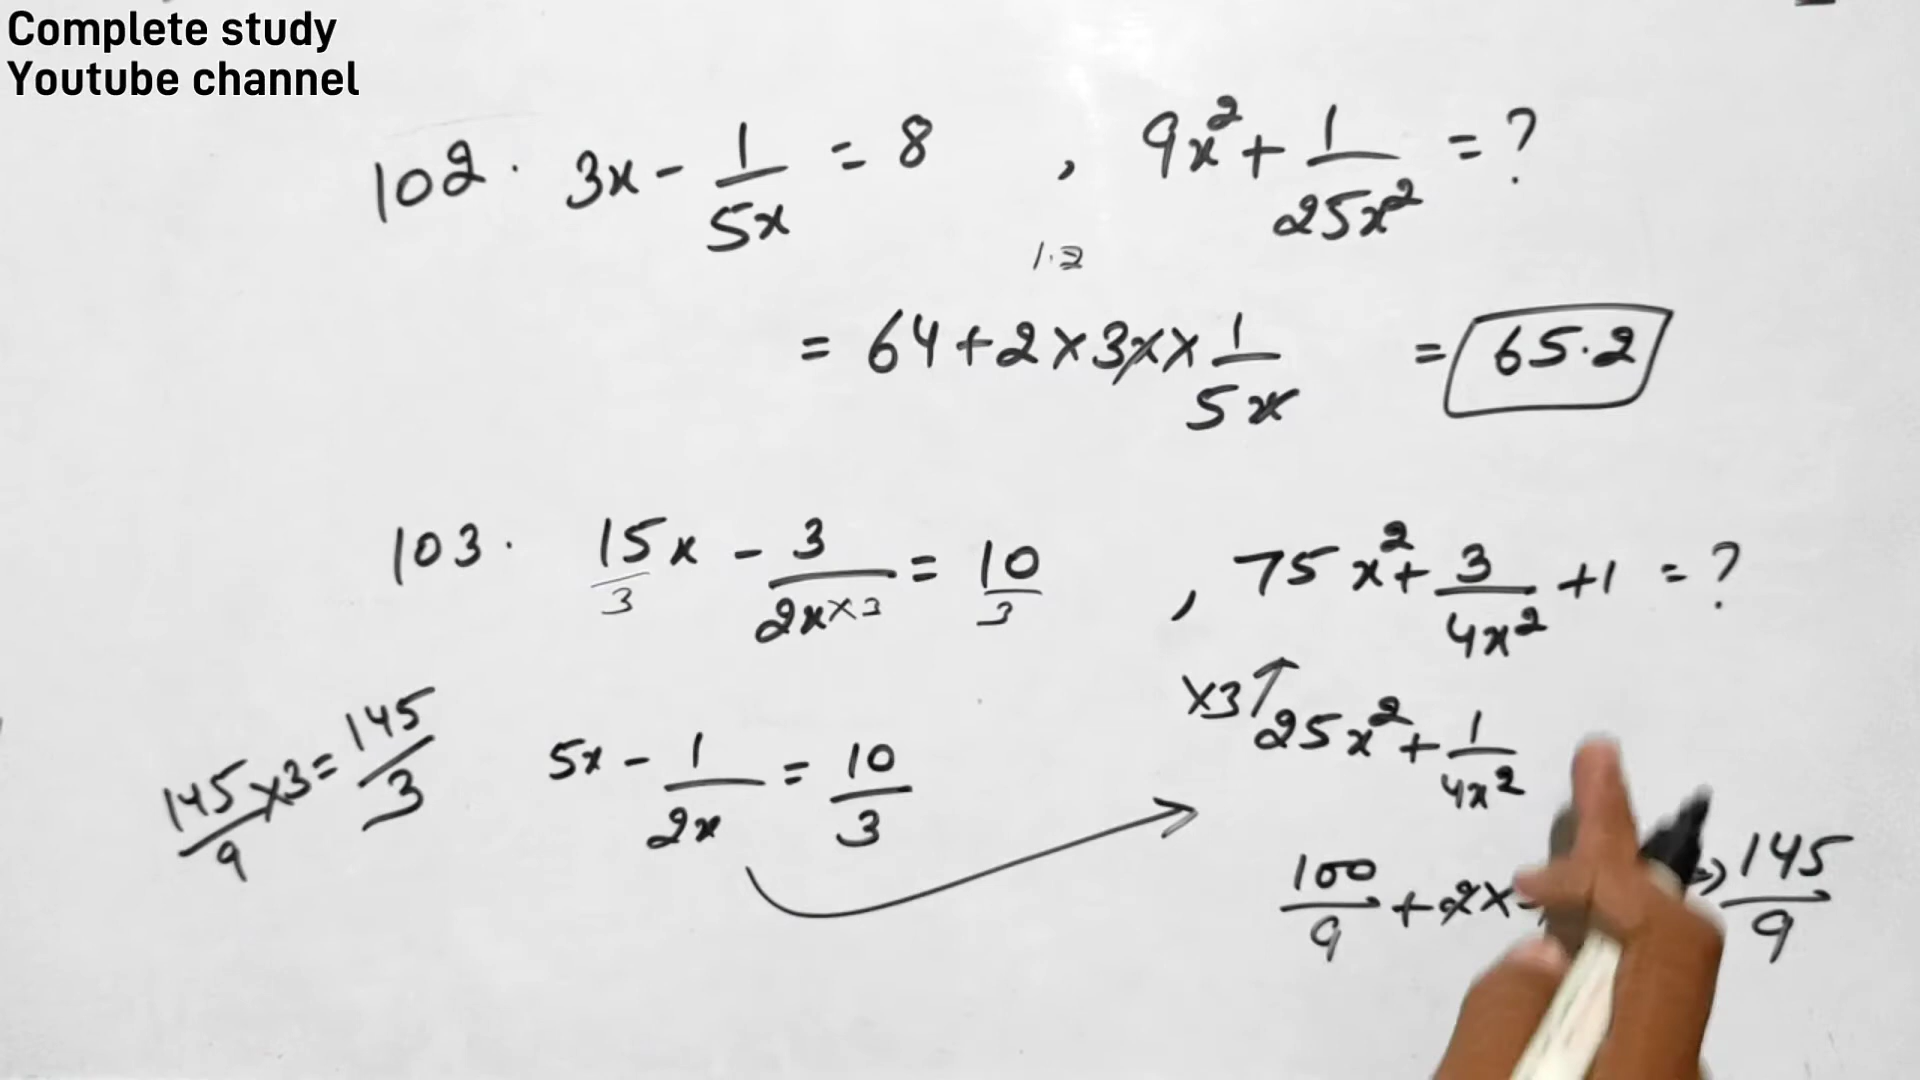 Complete study
Youtube channel
102. 3x - 1/5x = 8 , 9x² + 1/25x² = ?
1.2
= 64 + 2 × 3x × 1/5x = 65.2
103. 15x/3 - 3/2x×3 = 10/3 , 75x² + 3/4x² + 1 = ?
×3↑ 25x² + 1/4x²
145/9 × 3 = 145/3
5x - 1/2x = 10/3
100/9 + 2× ⇒ 145/9